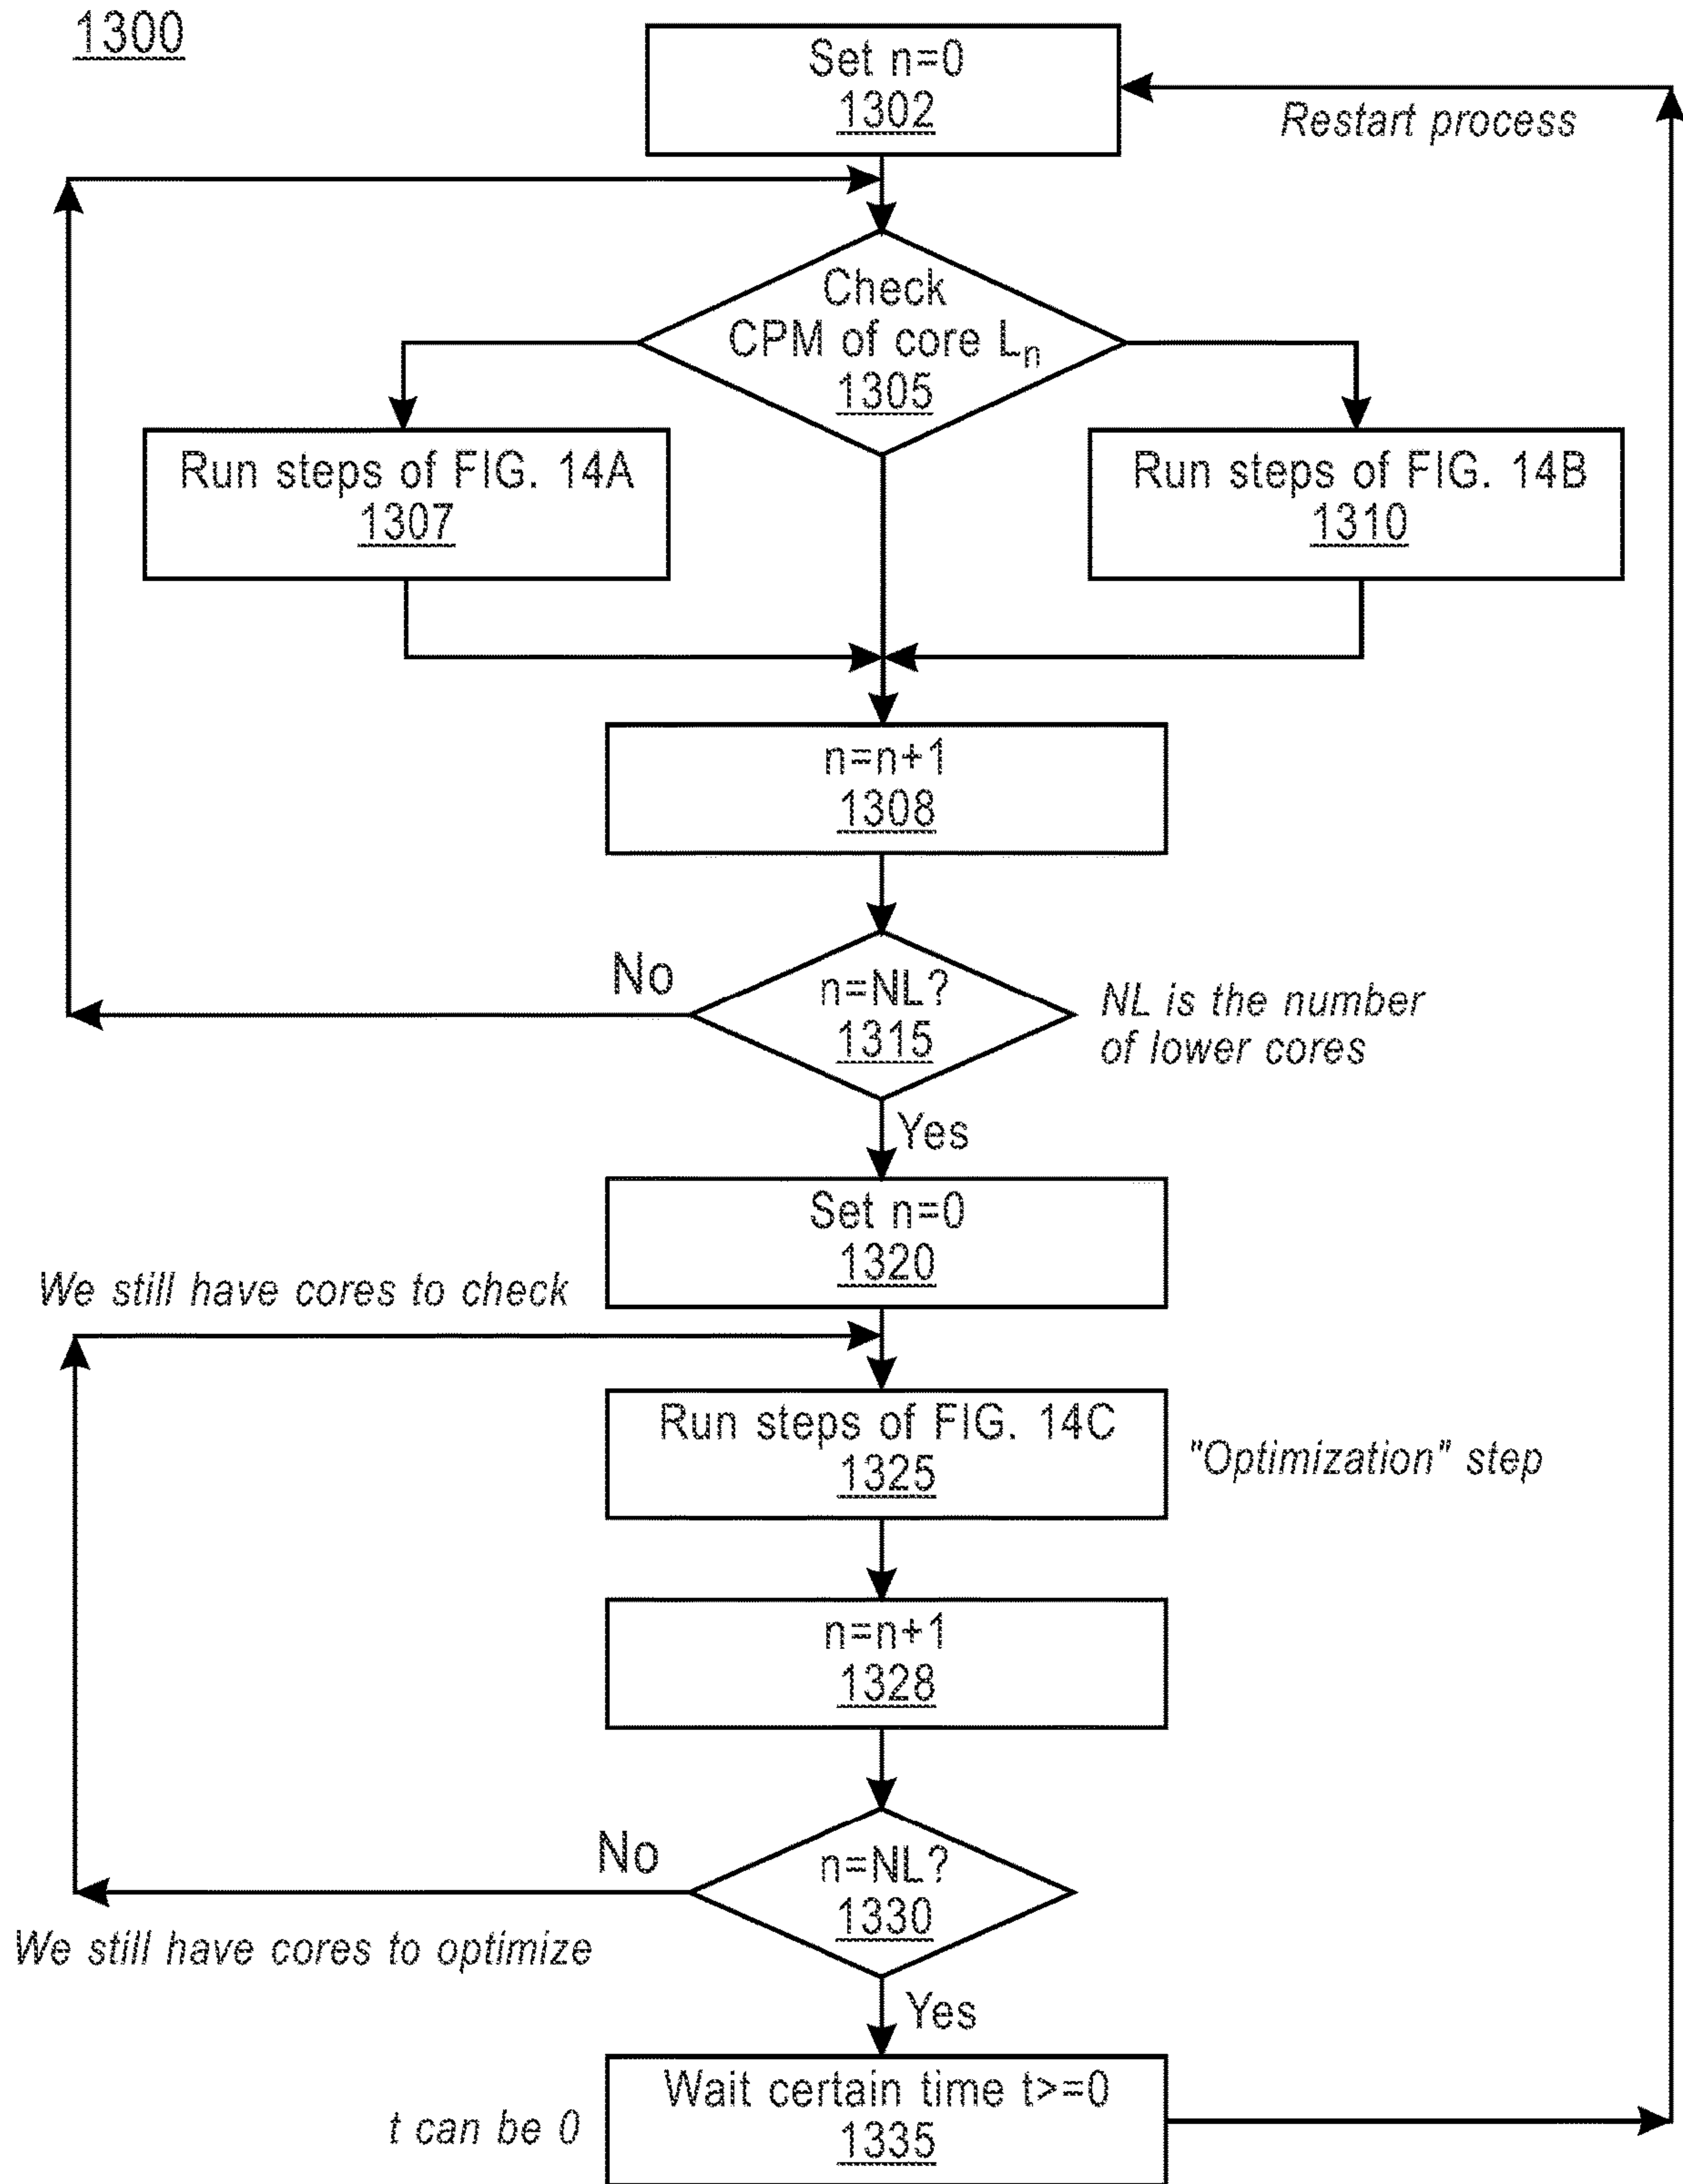 1300
Set n=0
1302
Restart process
Check
CPM of core Ln
1305
Run steps of FIG. 14A
1307
Run steps of FIG. 14B
1310
n=n+1
1308
No
n=NL?
1315
NL is the number
of lower cores
Yes
Set n=0
1320
We still have cores to check
Run steps of FIG. 14C
1325
"Optimization" step
n=n+1
1328
No
n=NL?
1330
We still have cores to optimize
Yes
Wait certain time t>=0
1335
t can be 0